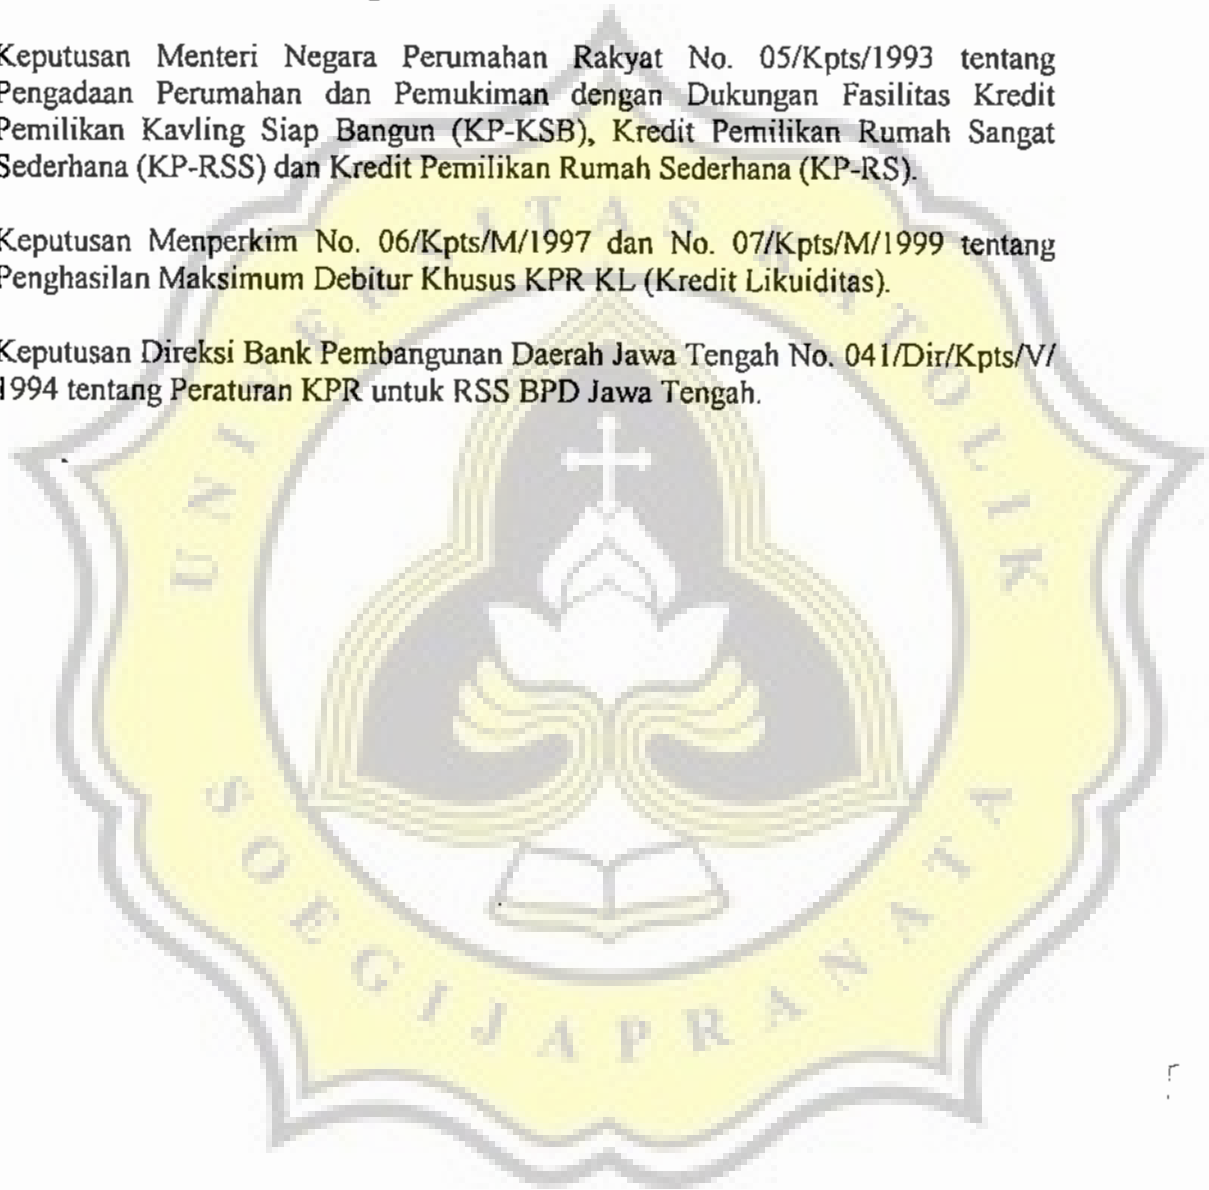 Keputusan Menteri Negara Perumahan Rakyat No. 05/Kpts/1993 tentang
Pengadaan Perumahan dan Pemukiman dengan Dukungan Fasilitas Kredit
Pemilikan Kavling Siap Bangun (KP-KSB), Kredit Pemilikan Rumah Sangat
Sederhana (KP-RSS) dan Kredit Pemilikan Rumah Sederhana (KP-RS).
Keputusan Menperkim No. 06/Kpts/M/1997 dan No. 07/Kpts/M/1999 tentang
Penghasilan Maksimum Debitur Khusus KPR KL (Kredit Likuiditas).
Keputusan Direksi Bank Pembangunan Daerah Jawa Tengah No. 041/Dir/Kpts/V/
1994 tentang Peraturan KPR untuk RSS BPD Jawa Tengah.
UNIVERSITAS KATOLIK
SOEGIJAPRANATA